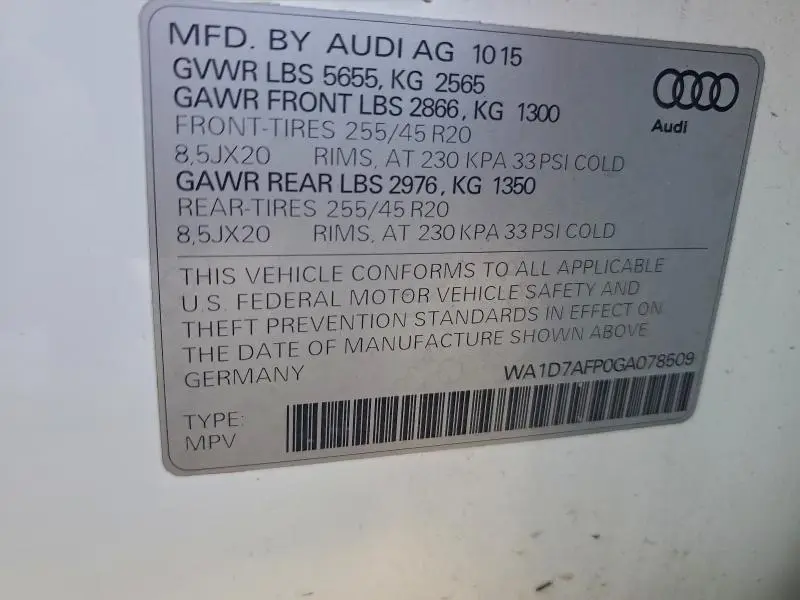 MFD. BY AUDI AG 1015
GVWR LBS 5655, KG 2565
GAWR FRONT LBS 2866, KG 1300
FRONT-TIRES 255/45 R20
8,5JX20 RIMS, AT 230 KPA 33 PSI COLD
GAWR REAR LBS 2976, KG 1350
REAR-TIRES 255/45 R20
8,5JX20 RIMS, AT 230 KPA 33 PSI COLD
Audi
THIS VEHICLE CONFORMS TO ALL APPLICABLE
U.S. FEDERAL MOTOR VEHICLE SAFETY AND
THEFT PREVENTION STANDARDS IN EFFECT ON
THE DATE OF MANUFACTURE SHOWN ABOVE
GERMANY WA1D7AFP0GA078509
TYPE:
MPV